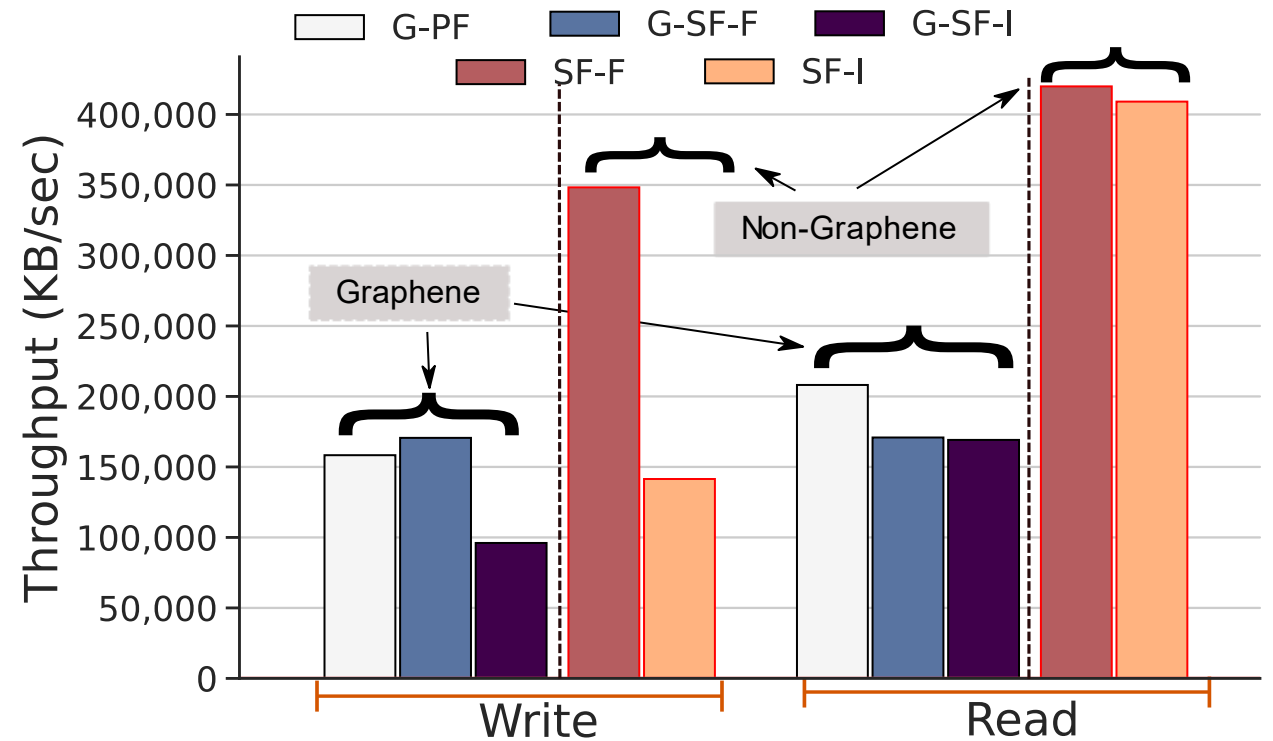 G-PF G-SF-F G-SF-I
SF-F SF-I
Throughput (KB/sec)
400,000
350,000
300,000
250,000
200,000
150,000
100,000
50,000
0
Non-Graphene
Graphene
Write Read